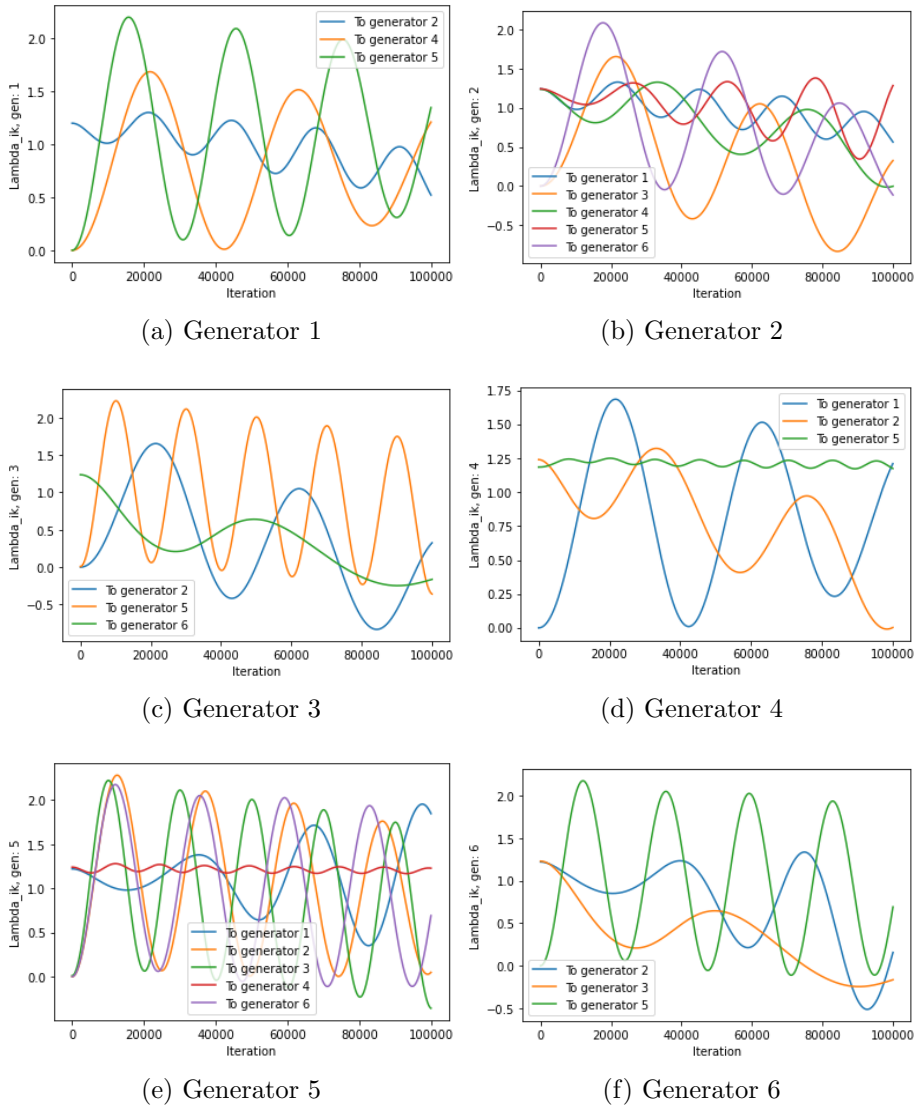 Lambda_ik, gen: 1
2.0
1.5
1.0
0.5
0.0
To generator 2
To generator 4
To generator 5
0 20000 40000 60000 80000 100000
Iteration
(a) Generator 1
Lambda_ik, gen: 2
2.0
1.5
1.0
0.5
0.0
−0.5
To generator 1
To generator 3
To generator 4
To generator 5
To generator 6
0 20000 40000 60000 80000 100000
Iteration
(b) Generator 2
Lambda_ik, gen: 3
2.0
1.5
1.0
0.5
0.0
−0.5
To generator 2
To generator 5
To generator 6
0 20000 40000 60000 80000 100000
Iteration
(c) Generator 3
Lambda_ik, gen: 4
1.75
1.50
1.25
1.00
0.75
0.50
0.25
0.00
To generator 1
To generator 2
To generator 5
0 20000 40000 60000 80000 100000
Iteration
(d) Generator 4
Lambda_ik, gen: 5
2.0
1.5
1.0
0.5
0.0
To generator 1
To generator 2
To generator 3
To generator 4
To generator 6
0 20000 40000 60000 80000 100000
Iteration
(e) Generator 5
Lambda_ik, gen: 6
2.0
1.5
1.0
0.5
0.0
−0.5
To generator 2
To generator 3
To generator 5
0 20000 40000 60000 80000 100000
Iteration
(f) Generator 6